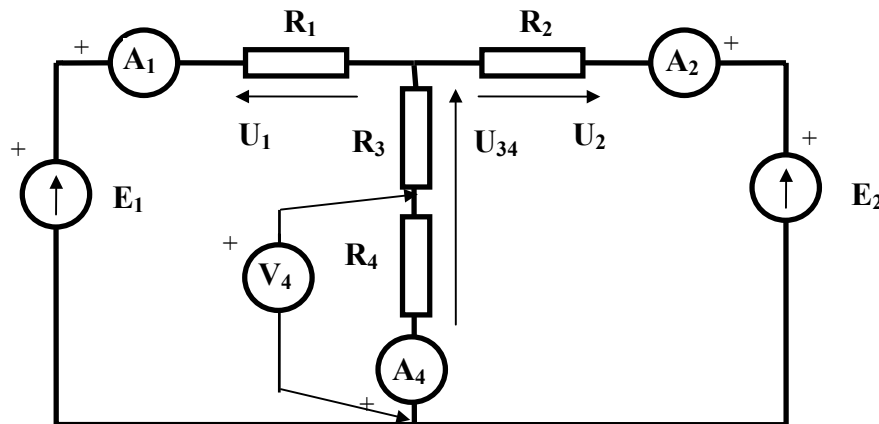 R₁ R₂
+ A₁ A₂ +
U₁ R₃ U₃₄ U₂
+ E₁ + E₂
+ V₄ R₄
A₄
+